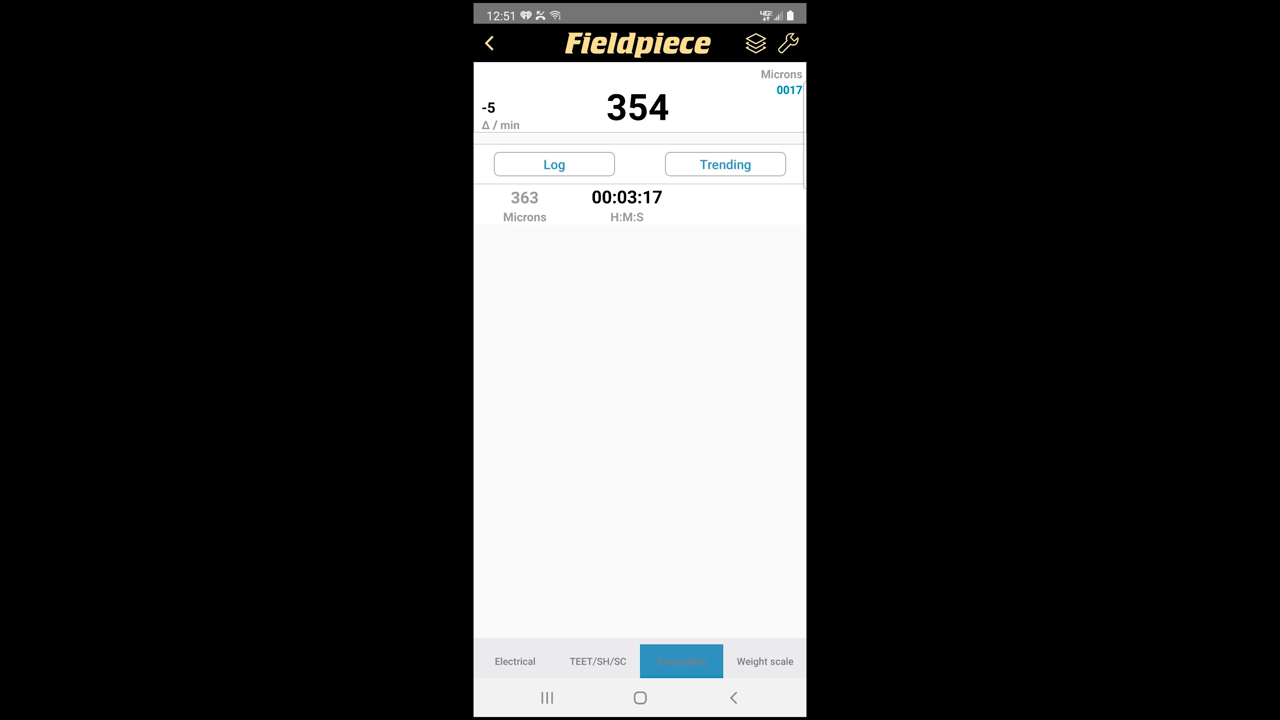 12:51
Fieldpiece
Microns
0017
-5
354
Δ / min
Log
Trending
363
00:03:17
Microns
H:M:S
Electrical
TEET/SH/SC
Weight scale